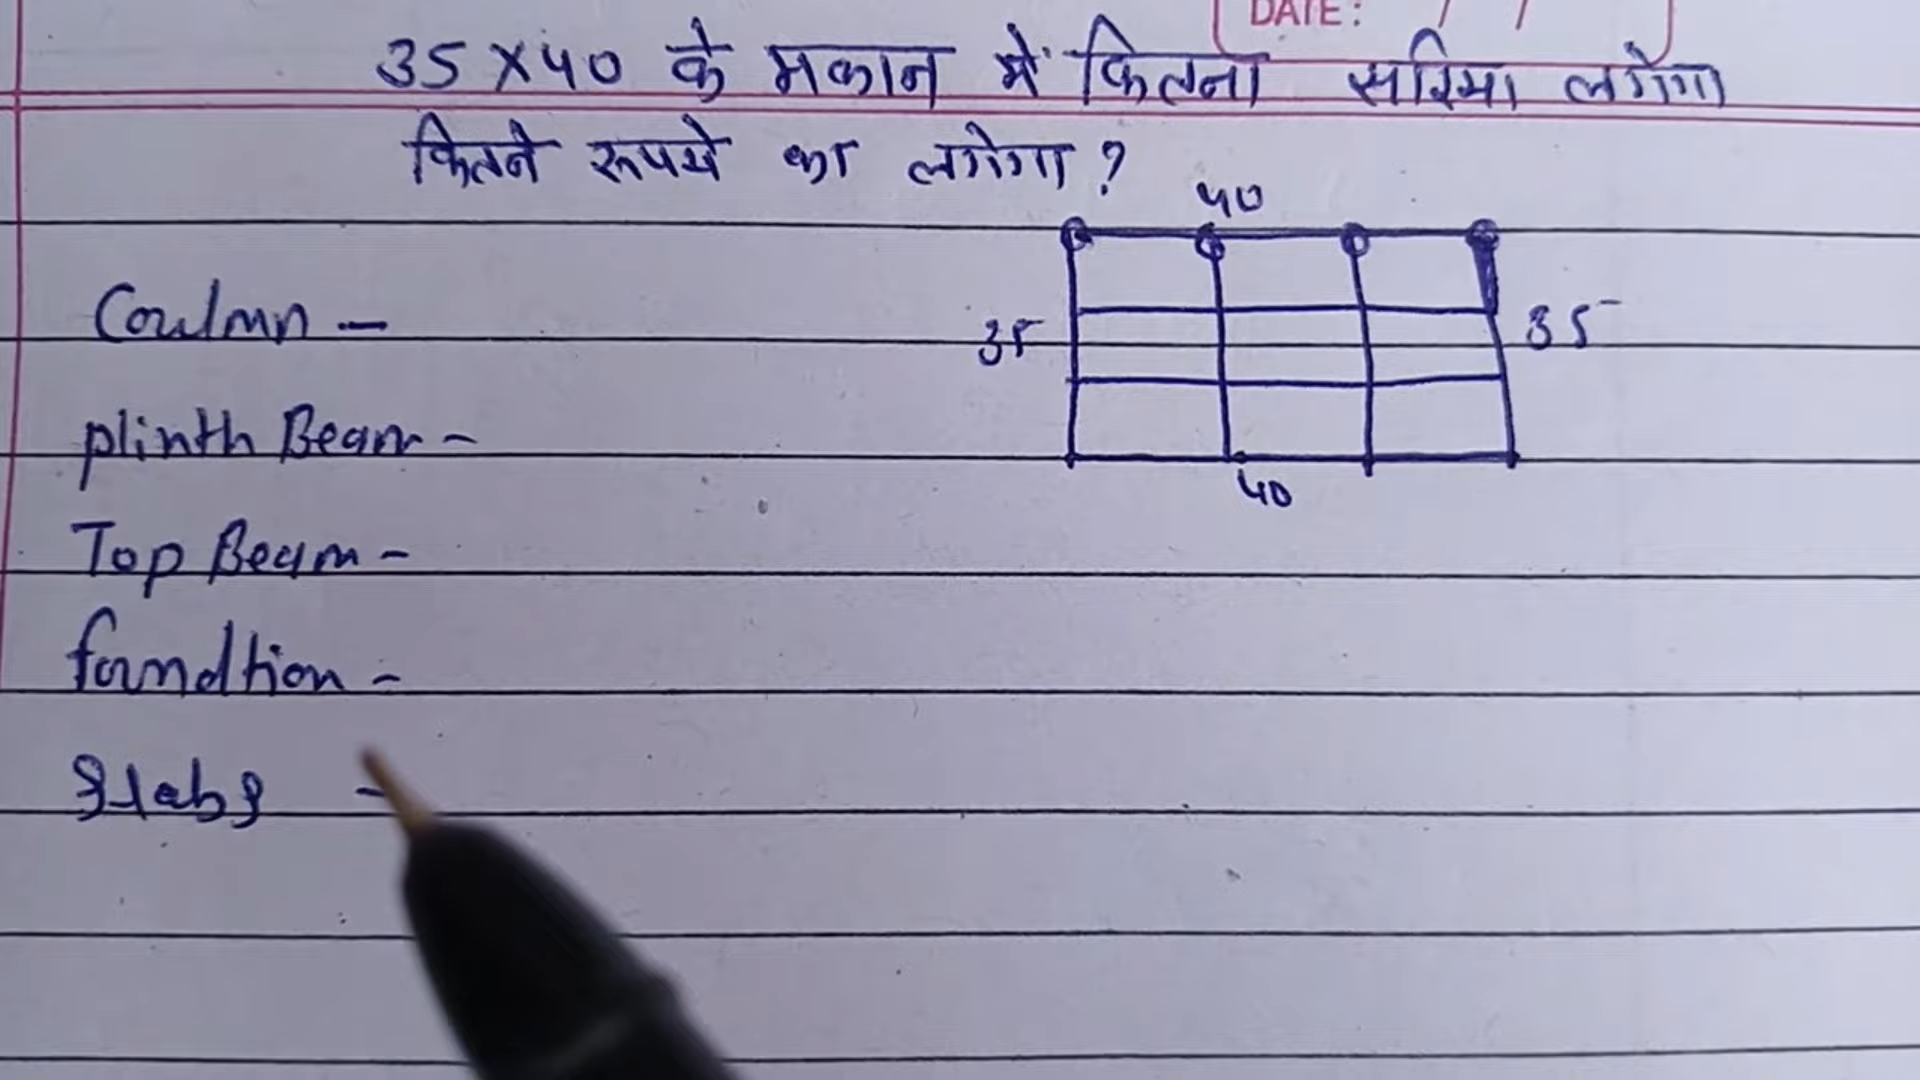 DATE: / /
35 X 40 के मकान में कितना सरिया लगेगा
कितने रूपये का लगेगा ?
40
35
35
40
Coulmn -
plinth Beam -
Top Beam -
foundtion -
Slabs -